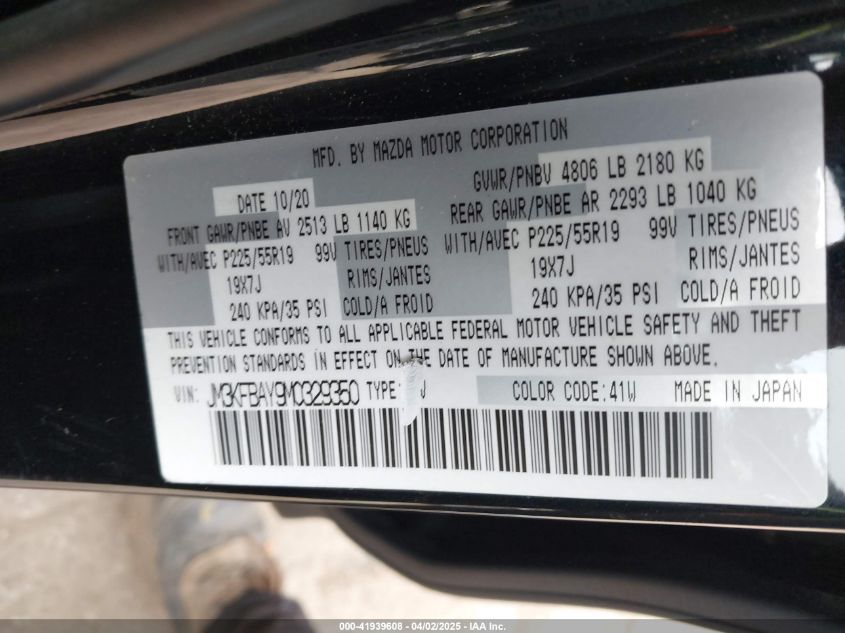 MFD. BY MAZDA MOTOR CORPORATION
DATE 10/20 GVWR/PNBV 4806 LB 2180 KG
FRONT GAWR/PNBE AV 2513 LB 1140 KG REAR GAWR/PNBE AR 2293 LB 1040 KG
WITH/AVEC P225/55R19 99V TIRES/PNEUS WITH/AVEC P225/55R19 99V TIRES/PNEUS
19X7J RIMS/JANTES 19X7J RIMS/JANTES
240 KPA/35 PSI COLD/A FROID 240 KPA/35 PSI COLD/A FROID
THIS VEHICLE CONFORMS TO ALL APPLICABLE FEDERAL MOTOR VEHICLE SAFETY AND THEFT
PREVENTION STANDARDS IN EFFECT ON THE DATE OF MANUFACTURE SHOWN ABOVE.
VIN: JM3KFBAY9M0329350 TYPE: COLOR CODE:41W MADE IN JAPAN
000-41939608 - 04/02/2025 - IAA Inc.